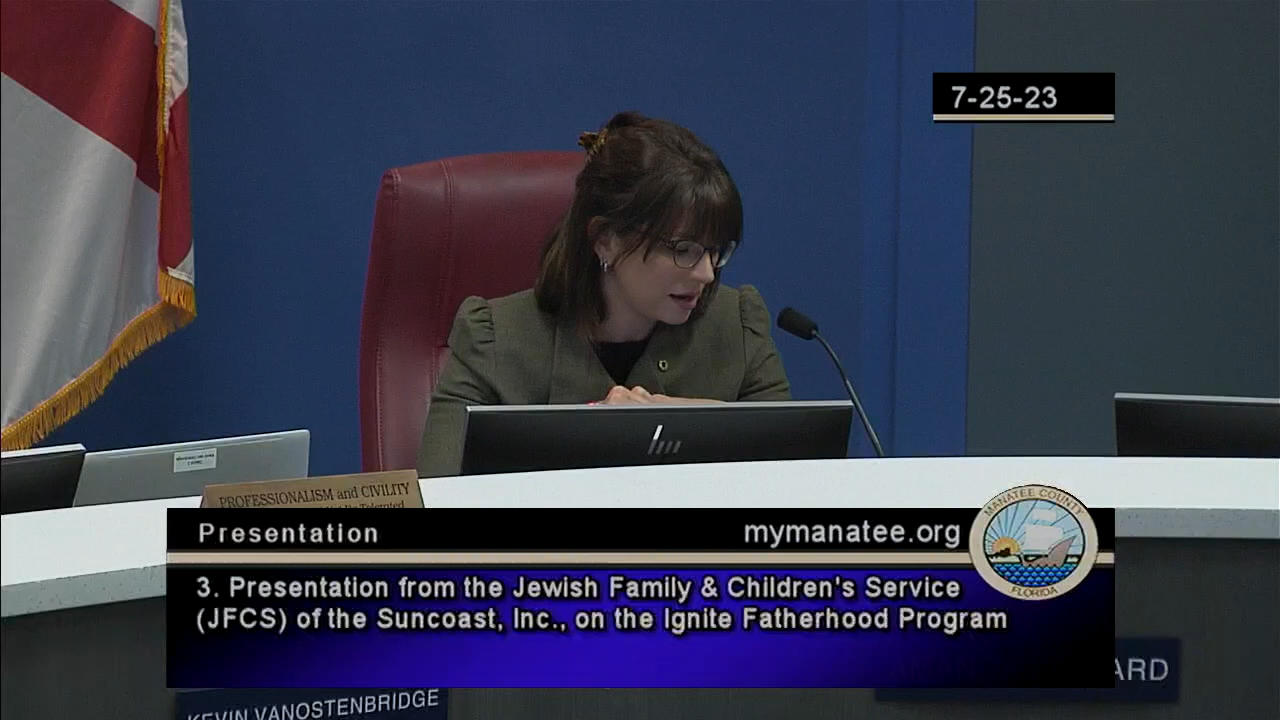 7-25-23
PROFESSIONALISM and CIVILITY
Tolerated
Presentation
mymanatee.org
MANATEE COUNTY
FLORIDA
3. Presentation from the Jewish Family & Children's Service
(JFCS) of the Suncoast, Inc., on the Ignite Fatherhood Program
ARD
KEVIN VANOSTENBRIDGE